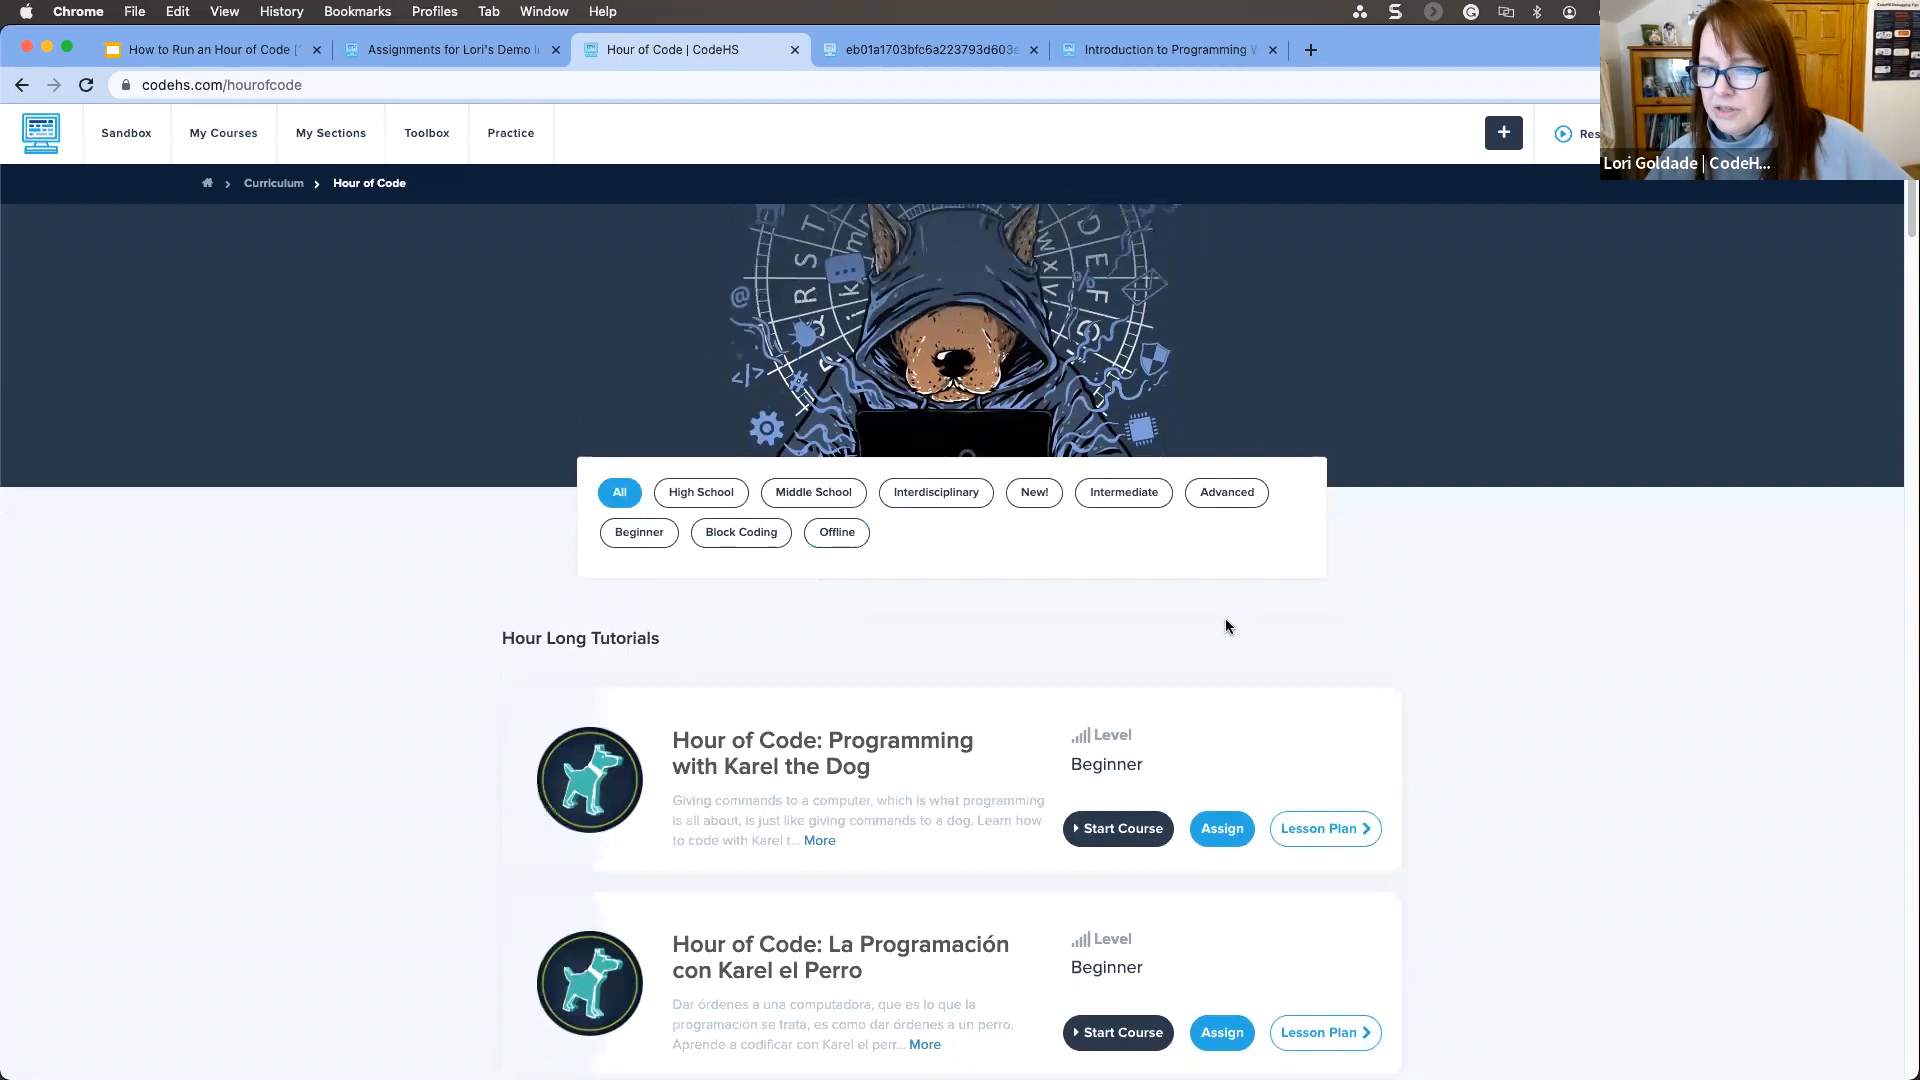 Chrome File Edit View History Bookmarks Profiles Tab Window Help
How to Run an Hour of Code [
Assignments for Lori's Demo I
Hour of Code | CodeHS
eb01a1703bfc6a223793d603e
Introduction to Programming
codehs.com/hourofcode
Sandbox
My Courses
My Sections
Toolbox
Practice
+
Res
Lori Goldade | CodeH...
Curriculum > Hour of Code
All
High School
Middle School
Interdisciplinary
New!
Intermediate
Advanced
Beginner
Block Coding
Offline
Hour Long Tutorials
Hour of Code: Programming
with Karel the Dog
Giving commands to a computer, which is what programming
is all about, is just like giving commands to a dog. Learn how
to code with Karel t... More
Level
Beginner
Start Course
Assign
Lesson Plan
Hour of Code: La Programación
con Karel el Perro
Dar órdenes a una computadora, que es lo que la
programación se trata, es como dar órdenes a un perro.
Aprende a codificar con Karel el perr... More
Level
Beginner
Start Course
Assign
Lesson Plan